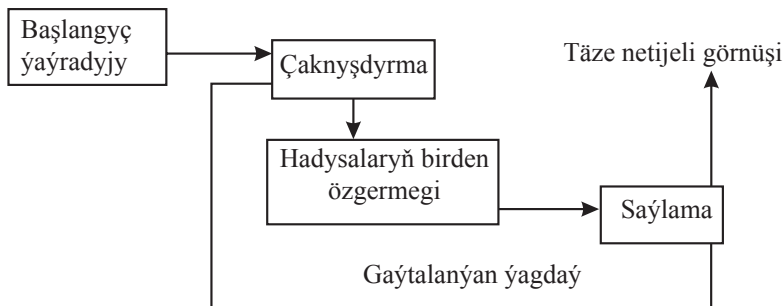 Başlangyç
ýaýradyjy
Çaknyşdyrma
Täze netijeli görnüşi
Hadysalaryň birden
özgermegi
Saýlama
Gaýtalanýan ýagdaý